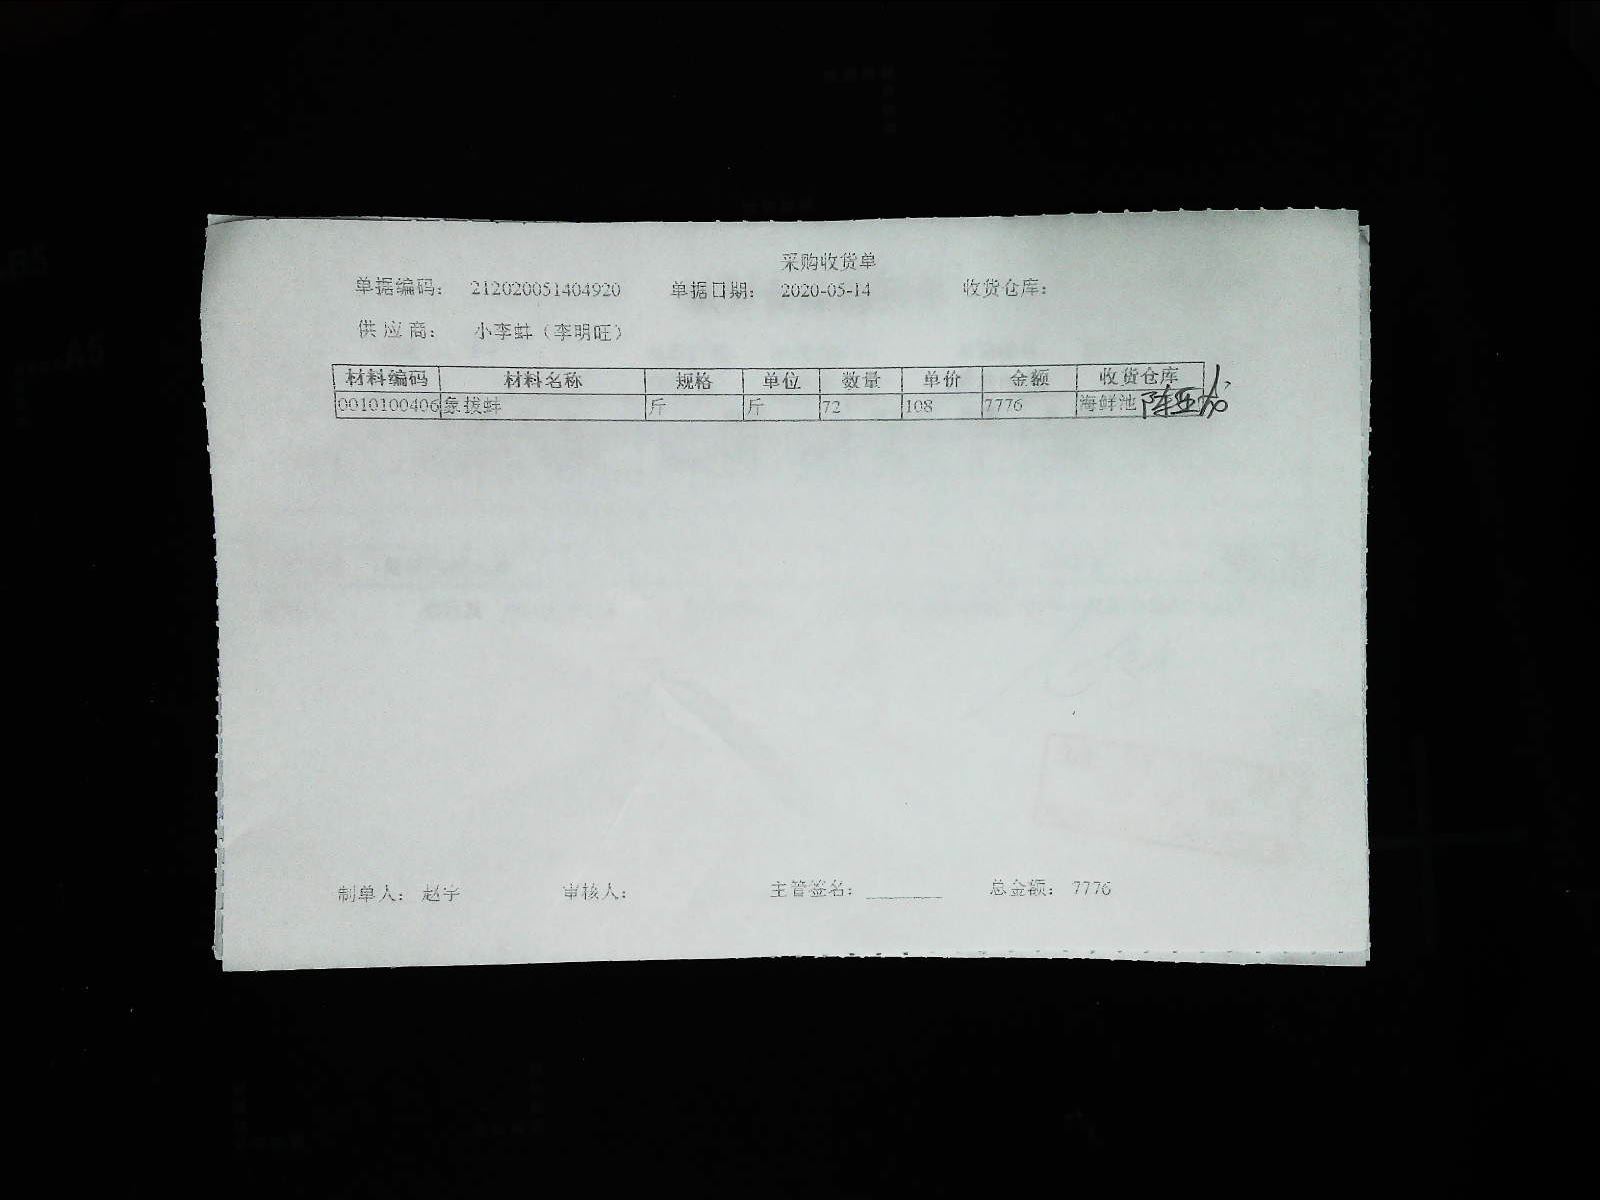 采购收货单
单据编码： 212020051404920 单据日期： 2020-05-14 收货仓库：
供应商： 小李蚌（李明旺）
材料编码 材料名称 规格 单位 数量 单价 金额 收货仓库
0010100406 象拔蚌 斤 斤 72 108 7776 海鲜池
制单人： 赵宇 审核人： 主管签名： 总金额： 7776